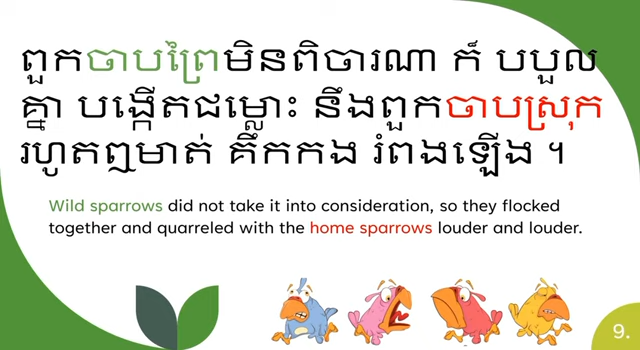 ពួកចាបព្រៃមិនពិចារណា ក៏ បបួល
គ្នា បង្កើតជម្លោះ នឹងពួកចាបស្រុក
រហូតឮមាត់ គឹកកង រំពងឡើង ។
Wild sparrows did not take it into consideration, so they flocked
together and quarreled with the home sparrows louder and louder.
9.